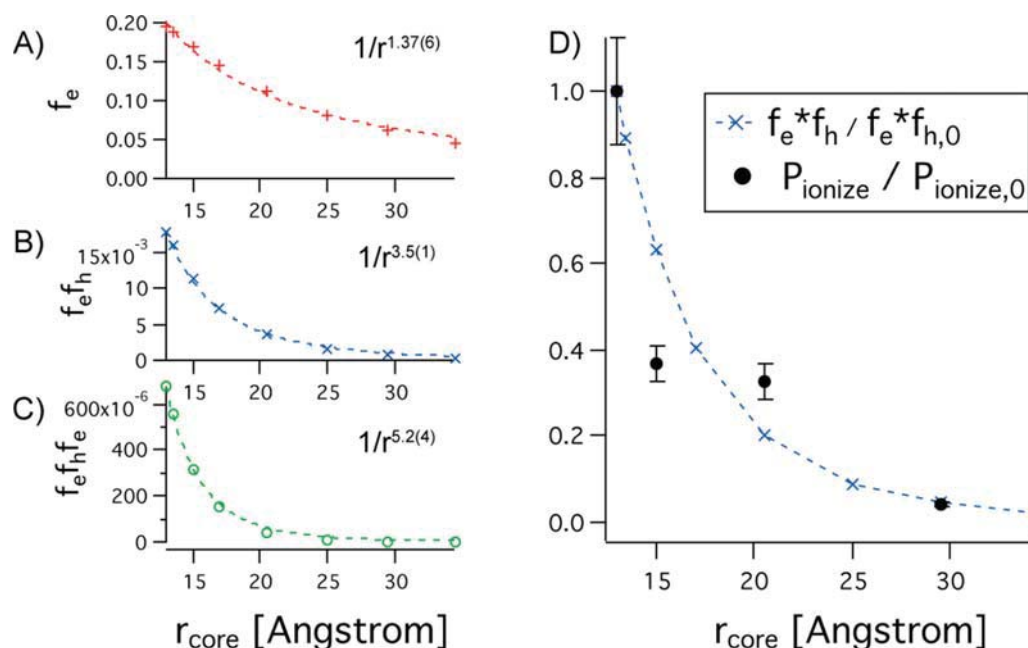 A)
f_e
0.20
0.15
0.10
0.05
0.00
1/r^1.37(6)
15 20 25 30
B)
f_e f_h
15x10^-3
10
5
0
1/r^3.5(1)
15 20 25 30
C)
f_e f_h f_e
600x10^-6
400
200
0
1/r^5.2(4)
15 20 25 30
r_core [Angstrom]
D)
1.0
0.8
0.6
0.4
0.2
0.0
f_e*f_h / f_e*f_h,0
P_ionize / P_ionize,0
15 20 25 30
r_core [Angstrom]